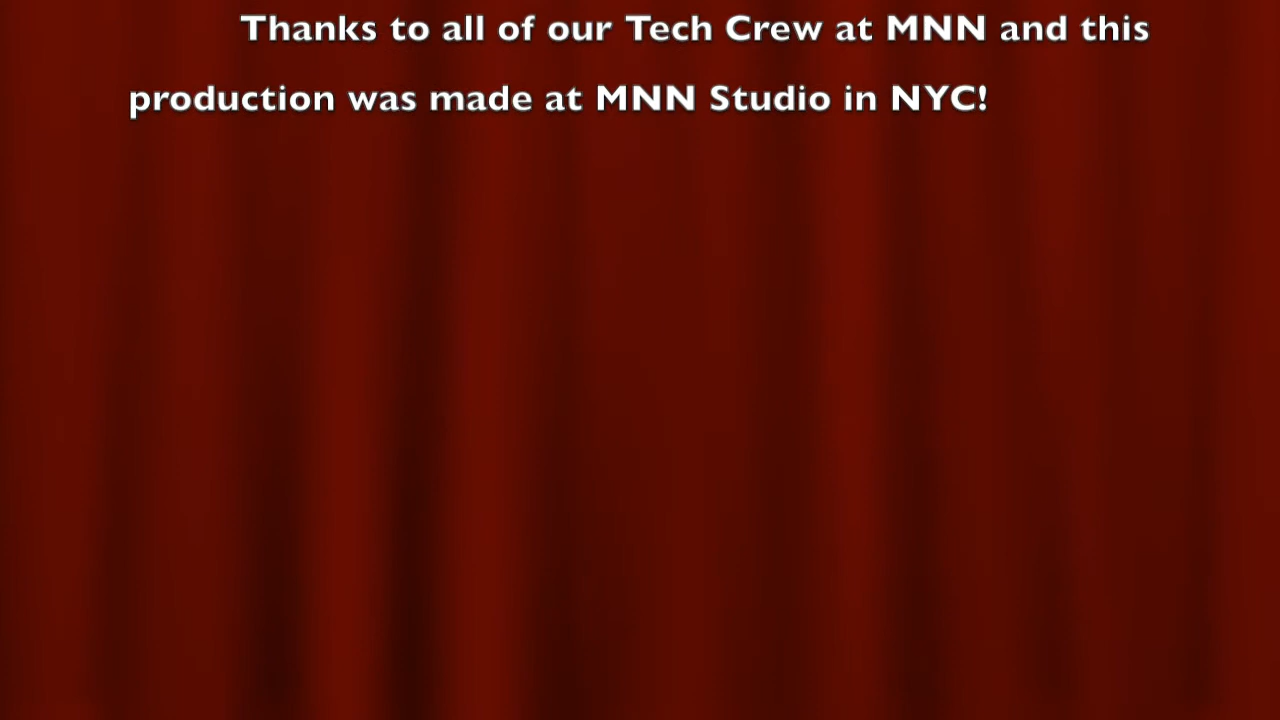 Thanks to all of our Tech Crew at MNN and this
production was made at MNN Studio in NYC!